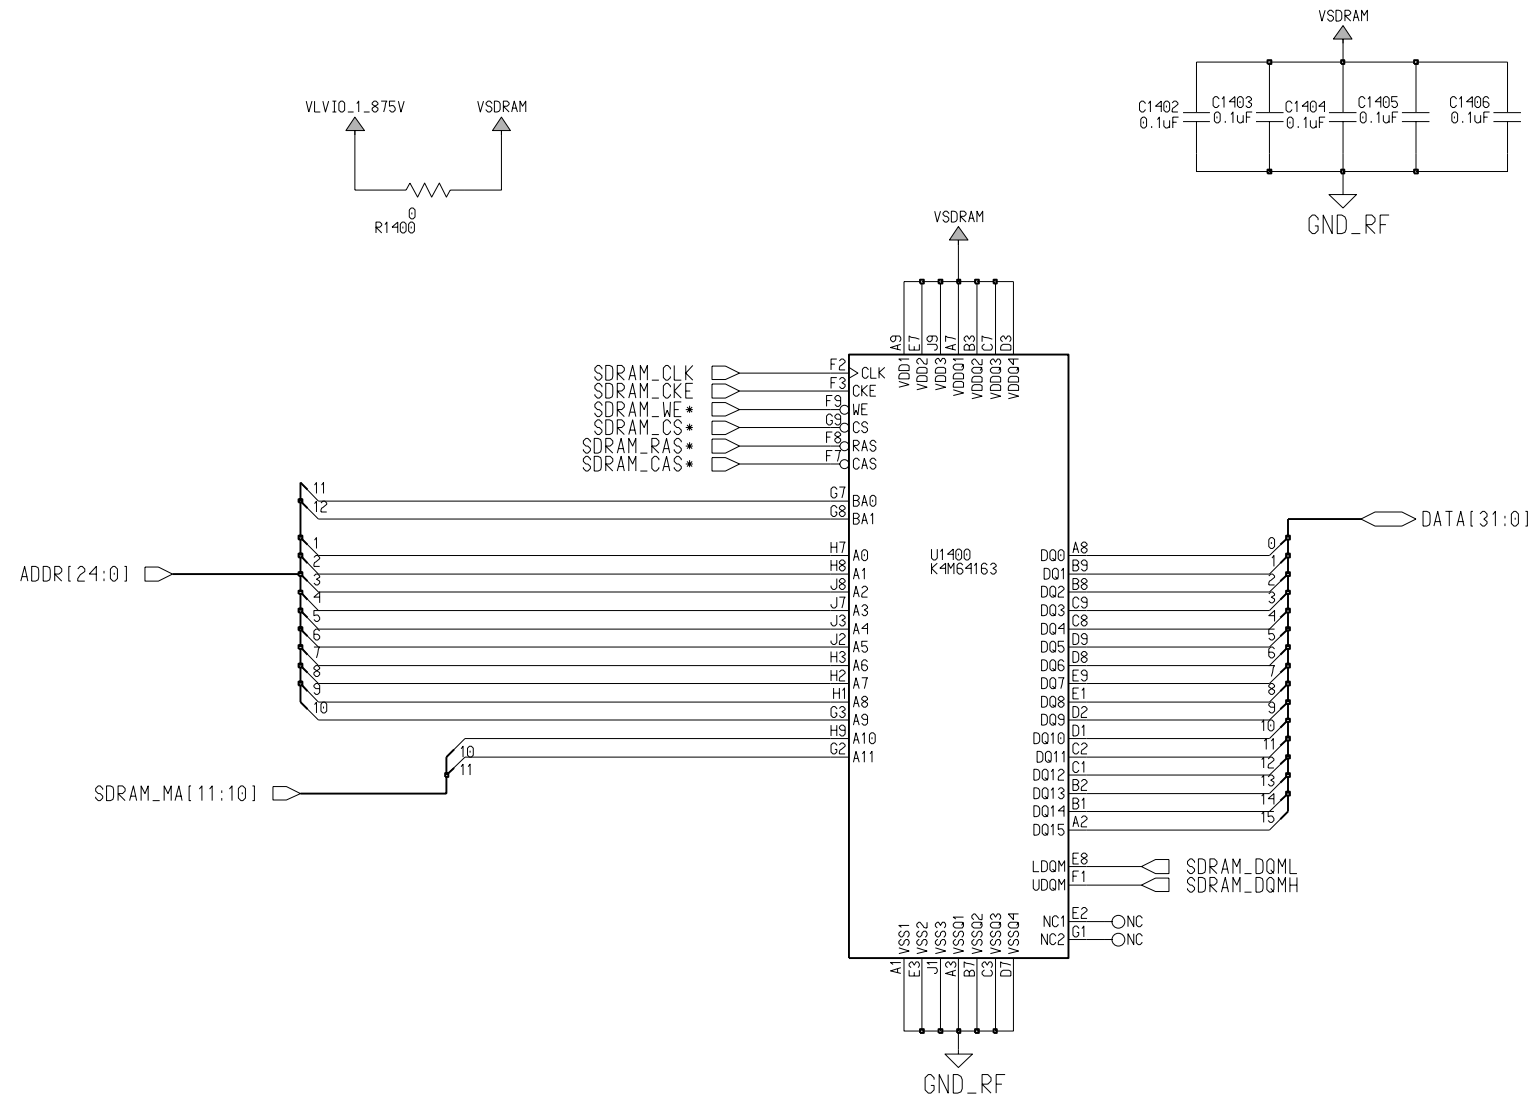 VSDRAM
C1402 0.1uF
C1403 0.1uF
C1404 0.1uF
C1405 0.1uF
C1406 0.1uF
GND_RF
VLVIO_1_875V
VSDRAM
0
R1400
VSDRAM
A9 E7 J9 A7 B3 C7 D3
VDD1 VDD2 VDD3 VDDQ1 VDDQ2 VDDQ3 VDDQ4
SDRAM_CLK F2 CLK
SDRAM_CKE F3 CKE
SDRAM_WE* F9 WE
SDRAM_CS* G9 CS
SDRAM_RAS* F8 RAS
SDRAM_CAS* F7 CAS
11 G7 BA0
12 G8 BA1
ADDR[24:0]
1 H7 A0
2 H8 A1
3 J8 A2
4 J7 A3
5 J3 A4
6 J2 A5
7 H3 A6
8 H2 A7
9 H1 A8
10 G3 A9
10 H9 A10
11 G2 A11
SDRAM_MA[11:10]
U1400
K4M64163
DATA[31:0]
DQ0 A8 0
DQ1 B9 1
DQ2 B8 2
DQ3 C9 3
DQ4 C8 4
DQ5 D9 5
DQ6 D8 6
DQ7 E9 7
DQ8 E1 8
DQ9 D2 9
DQ10 D1 10
DQ11 C2 11
DQ12 C1 12
DQ13 B2 13
DQ14 B1 14
DQ15 A2 15
LDQM E8 SDRAM_DQML
UDQM F1 SDRAM_DQMH
NC1 E2 NC
NC2 G1 NC
VSS1 VSS2 VSS3 VSSQ1 VSSQ2 VSSQ3 VSSQ4
A1 E3 J1 A3 B7 C3 D7
GND_RF